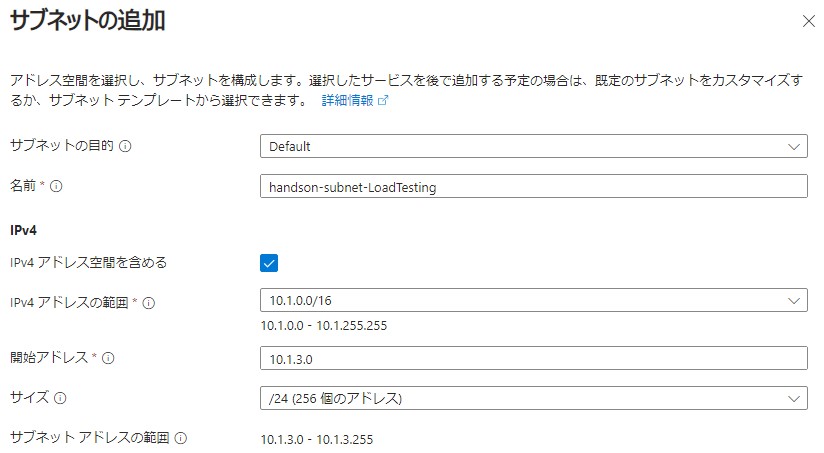 サブネットの追加
アドレス空間を選択し、サブネットを構成します。選択したサービスを後で追加する予定の場合は、既定のサブネットをカスタマイズす
るか、サブネット テンプレートから選択できます。 詳細情報
サブネットの目的
Default
名前 *
handson-subnet-LoadTesting
IPv4
IPv4 アドレス空間を含める
IPv4 アドレスの範囲 *
10.1.0.0/16
10.1.0.0 - 10.1.255.255
開始アドレス *
10.1.3.0
サイズ
/24 (256 個のアドレス)
サブネット アドレスの範囲
10.1.3.0 - 10.1.3.255